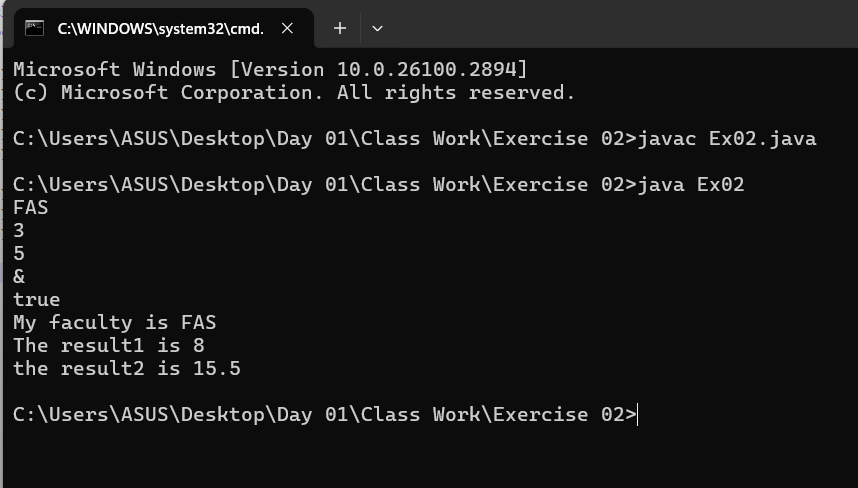 C:\WINDOWS\system32\cmd.
Microsoft Windows [Version 10.0.26100.2894]
(c) Microsoft Corporation. All rights reserved.
C:\Users\ASUS\Desktop\Day 01\Class Work\Exercise 02>javac Ex02.java
C:\Users\ASUS\Desktop\Day 01\Class Work\Exercise 02>java Ex02
FAS
3
5
&
true
My faculty is FAS
The result1 is 8
the result2 is 15.5
C:\Users\ASUS\Desktop\Day 01\Class Work\Exercise 02>